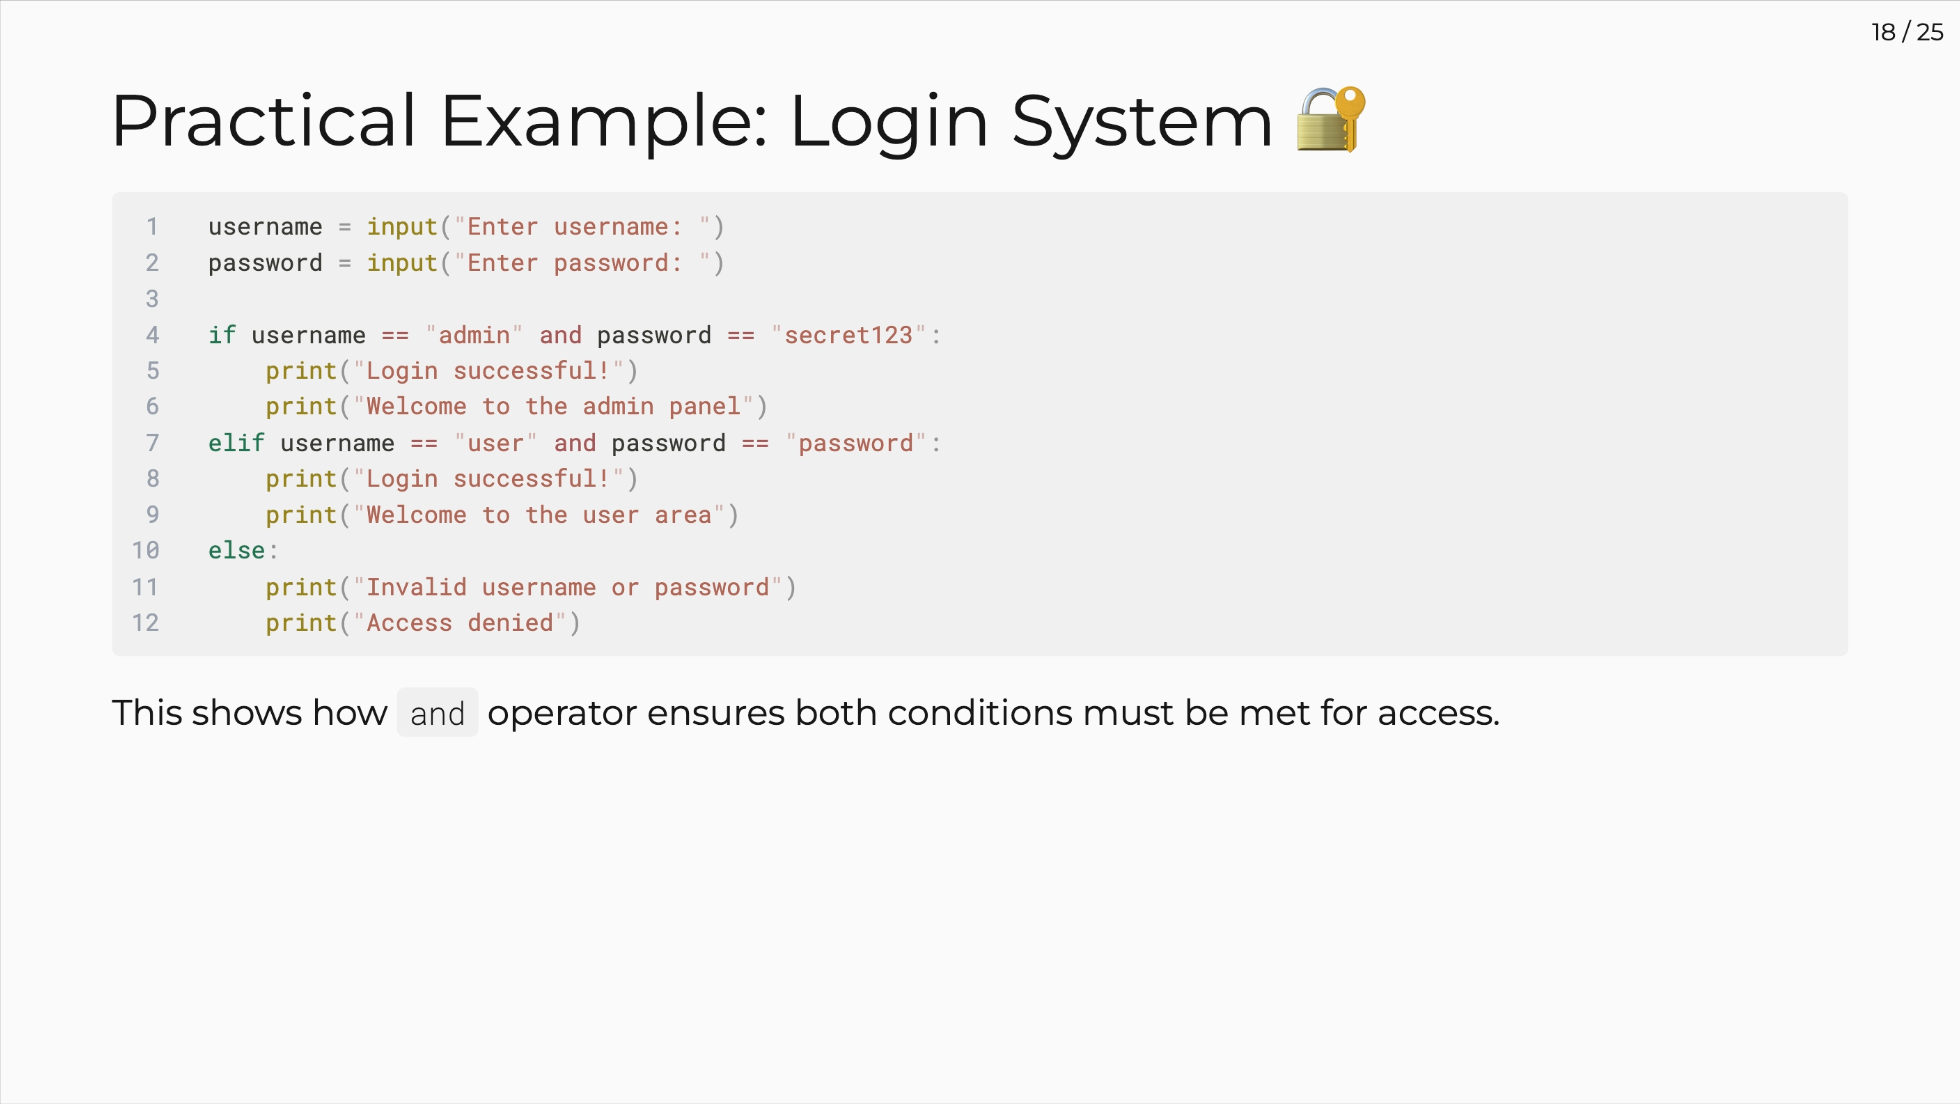 18 / 25
Practical Example: Login System 🔐
1 username = input("Enter username: ")
2 password = input("Enter password: ")
3
4 if username == "admin" and password == "secret123":
5     print("Login successful!")
6     print("Welcome to the admin panel")
7 elif username == "user" and password == "password":
8     print("Login successful!")
9     print("Welcome to the user area")
10 else:
11     print("Invalid username or password")
12     print("Access denied")
This shows how and operator ensures both conditions must be met for access.